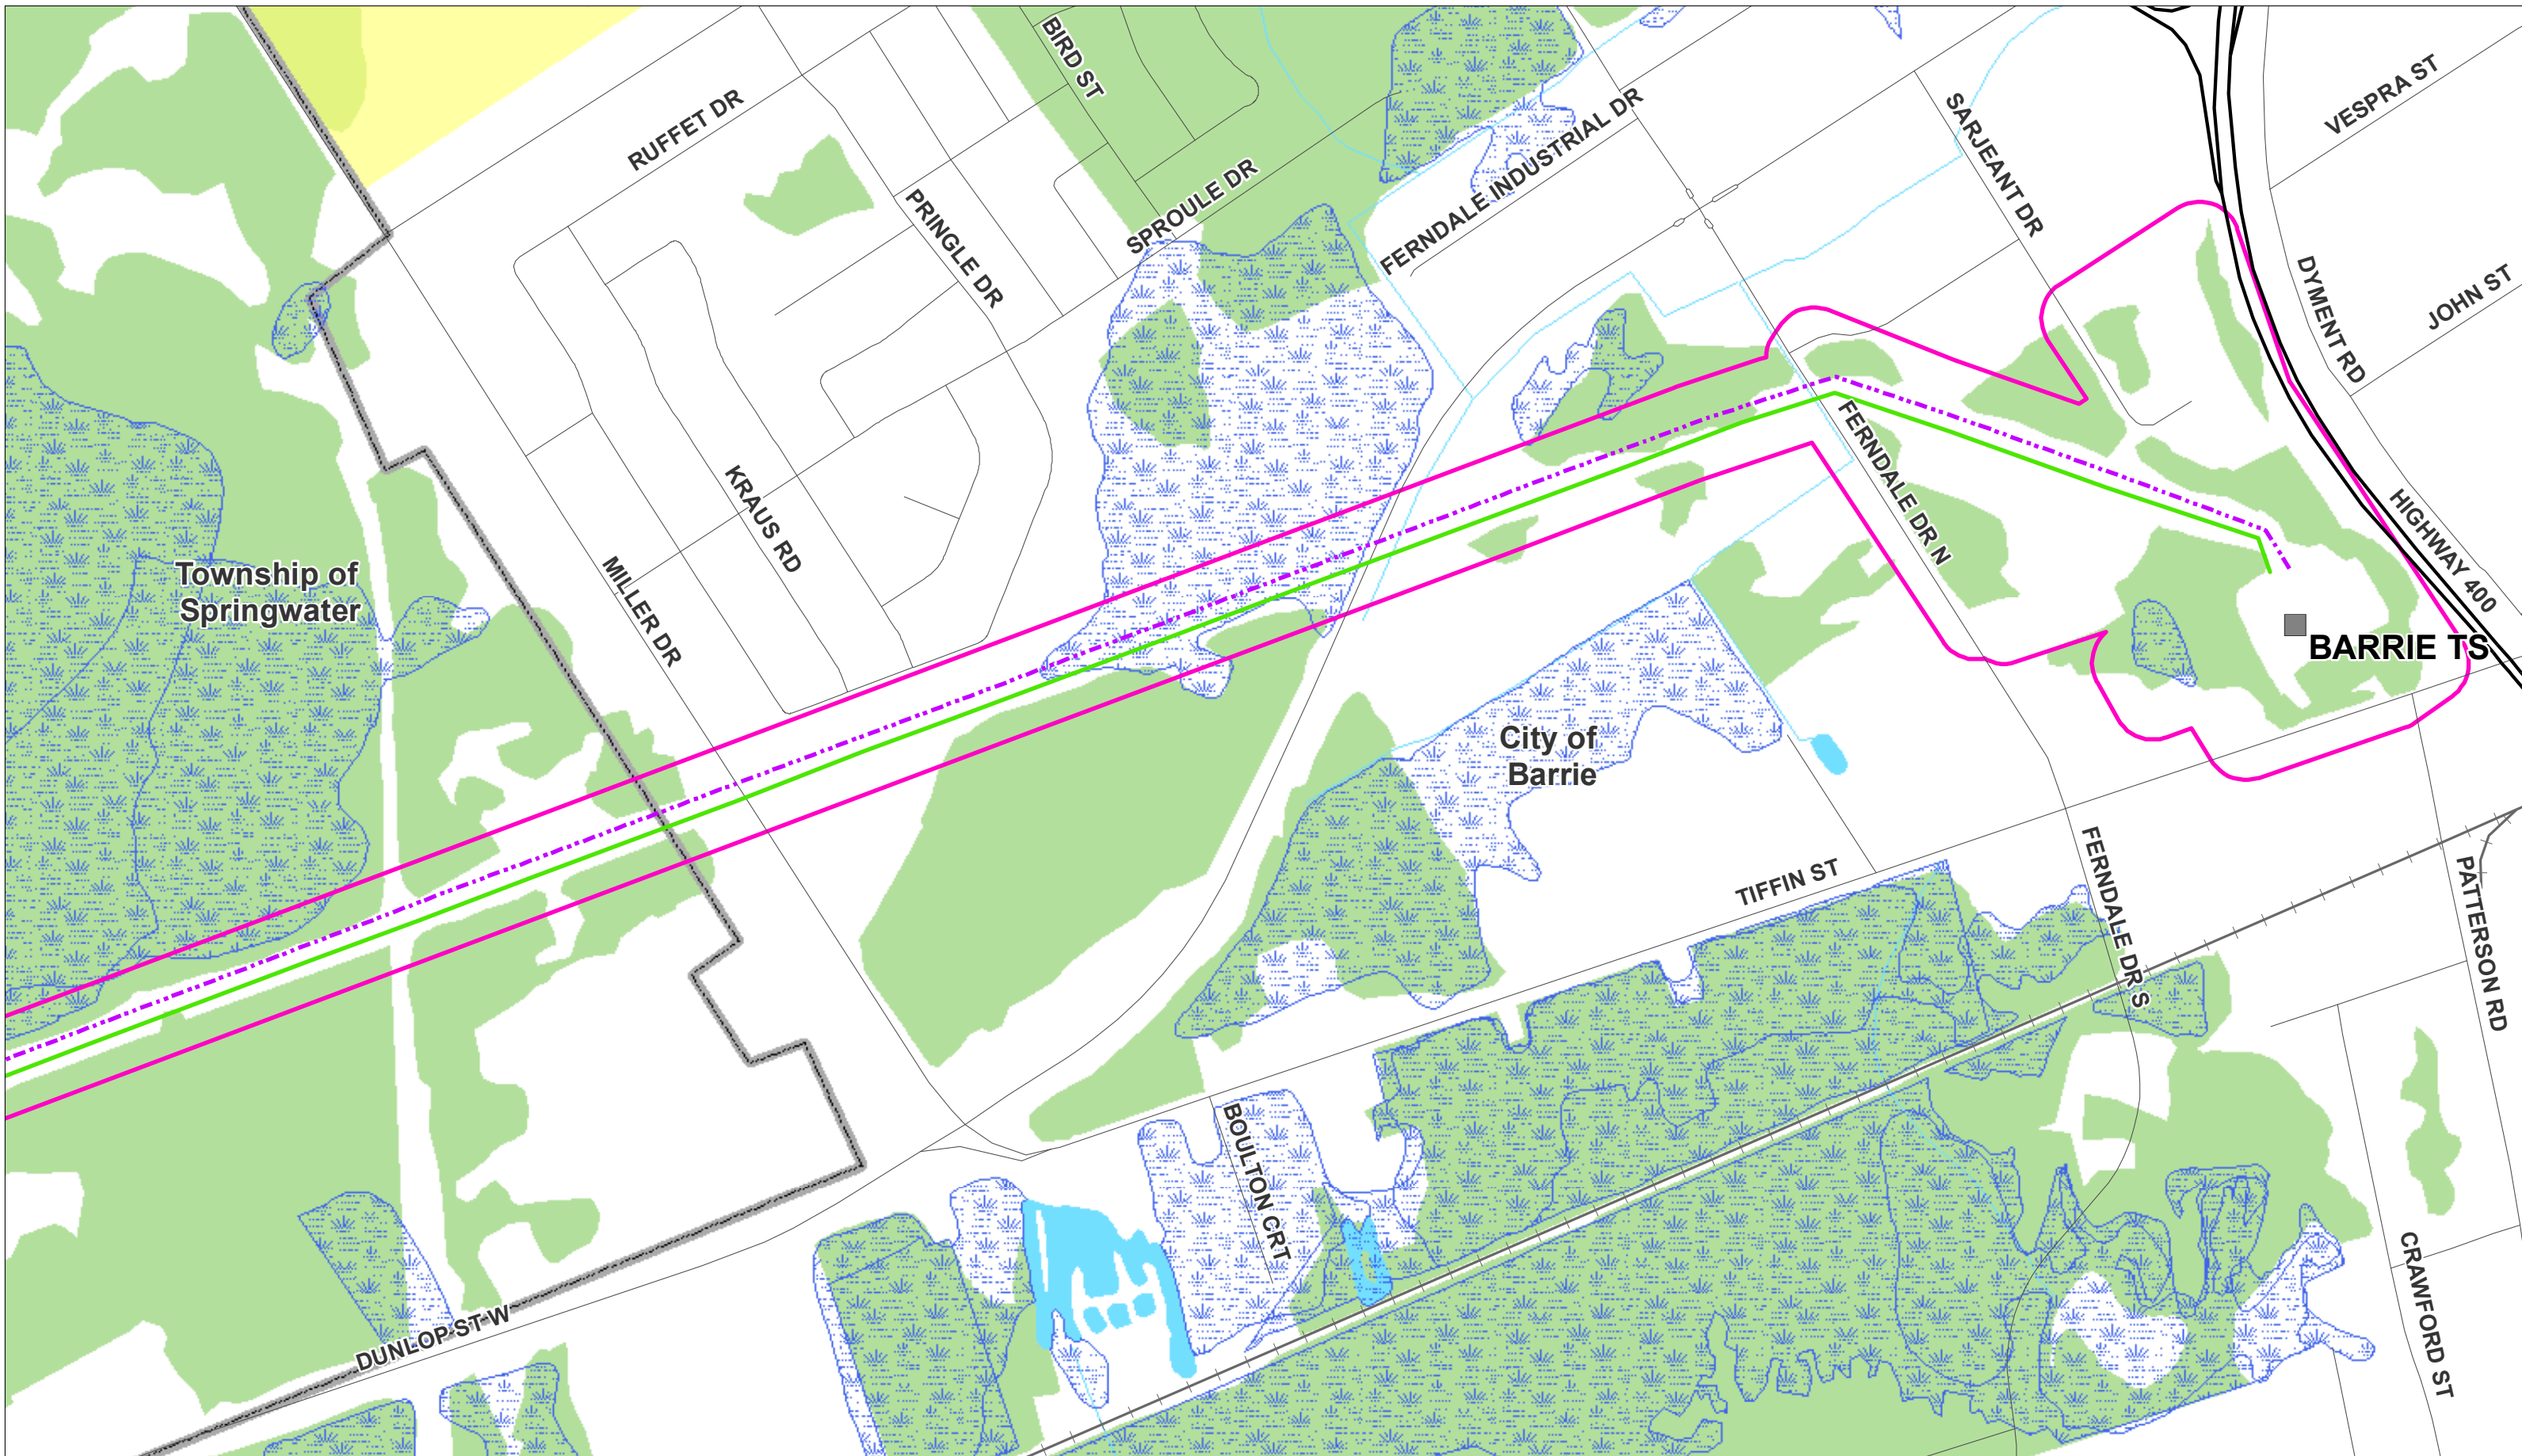 BIRD ST
RUFFET DR
VESPRA ST
SARJEANT DR
FERNDALE INDUSTRIAL DR
SPROULE DR
PRINGLE DR
DYMENT RD
JOHN ST
FERNDALE DR N
KRAUS RD
HIGHWAY 400
MILLER DR
Township of
Springwater
BARRIE TS
City of
Barrie
TIFFIN ST
FERNDALE DR S
PATTERSON RD
BOULTON CRT
CRAWFORD ST
DUNLOP ST W